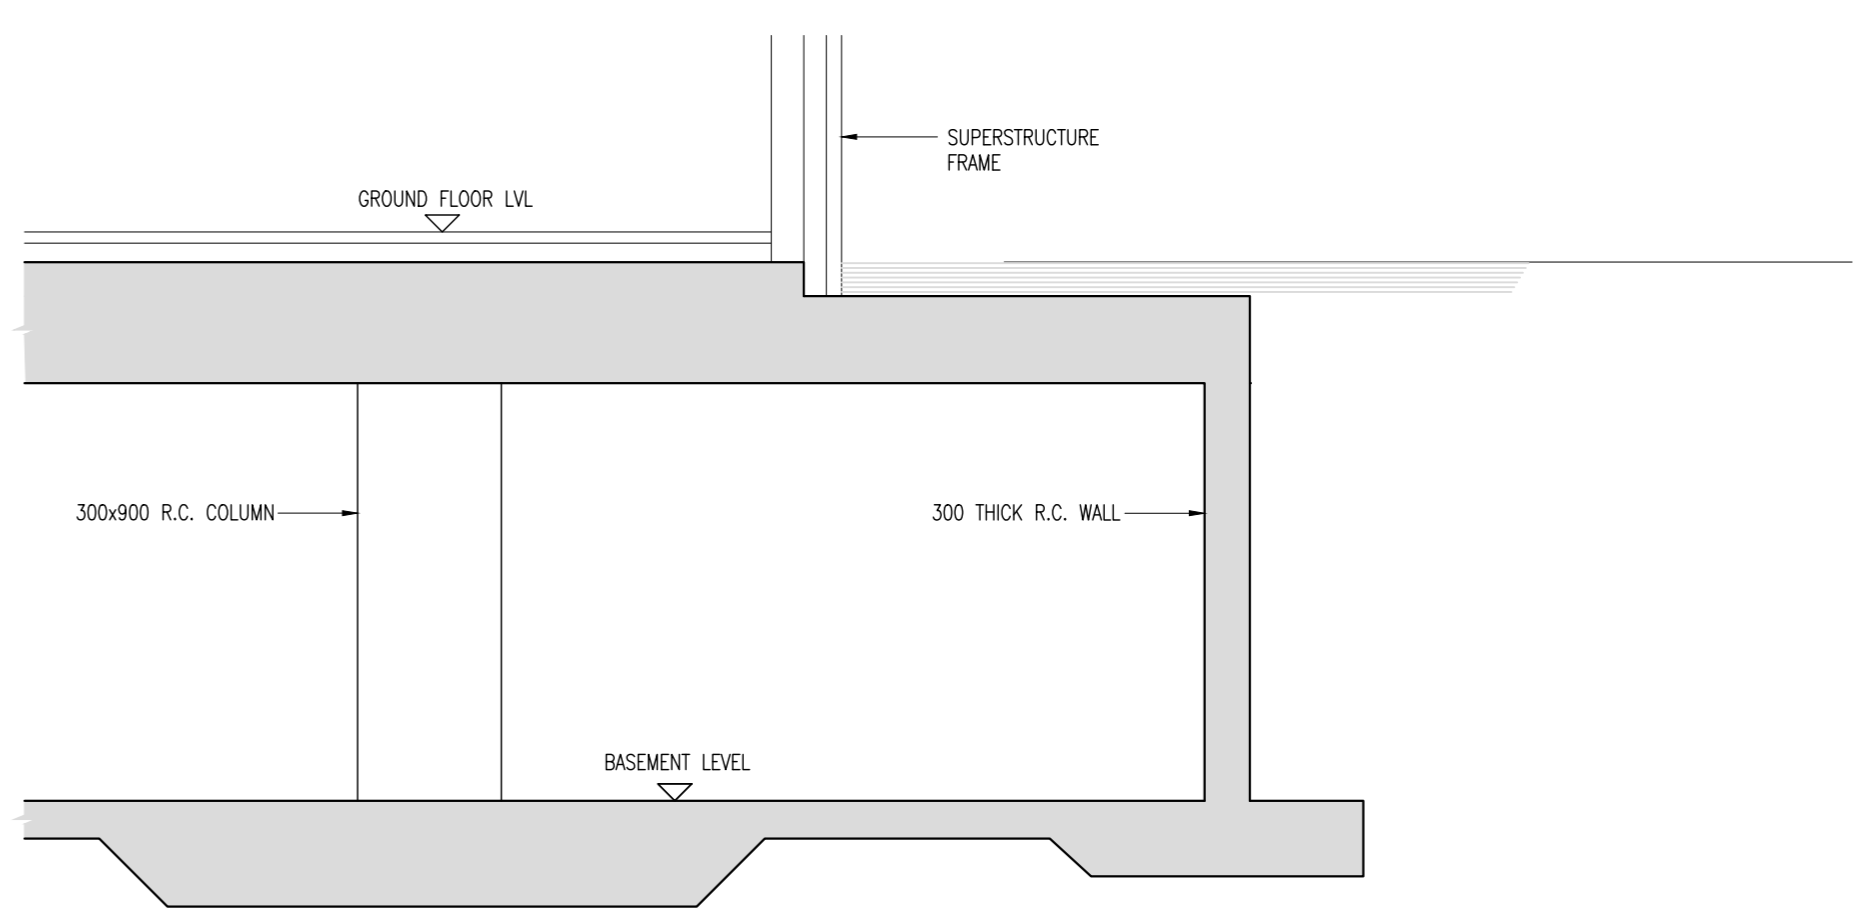 SUPERSTRUCTURE
FRAME
GROUND FLOOR LVL
300x900 R.C. COLUMN
300 THICK R.C. WALL
BASEMENT LEVEL